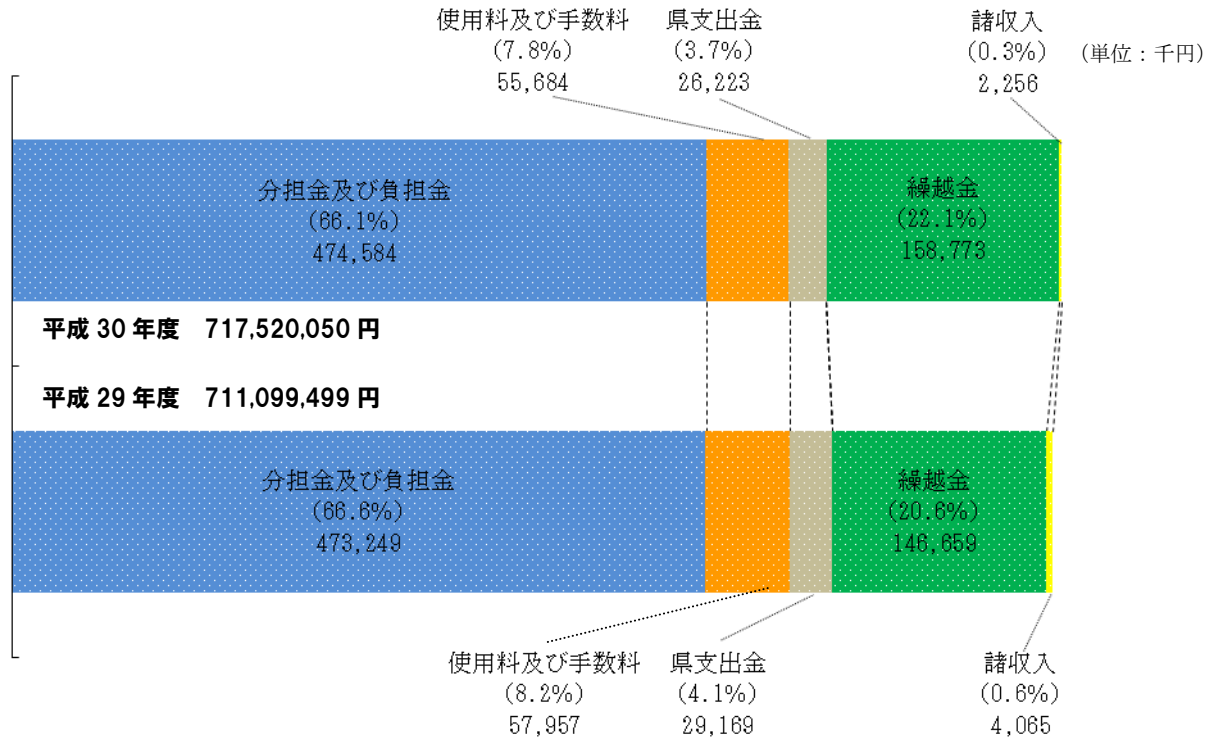 使用料及び手数料
(7.8%)
55,684
県支出金
(3.7%)
26,223
諸収入
(0.3%)
2,256
(単位：千円)
分担金及び負担金
(66.1%)
474,584
繰越金
(22.1%)
158,773
平成 30 年度 717,520,050 円
平成 29 年度 711,099,499 円
分担金及び負担金
(66.6%)
473,249
繰越金
(20.6%)
146,659
使用料及び手数料
(8.2%)
57,957
県支出金
(4.1%)
29,169
諸収入
(0.6%)
4,065